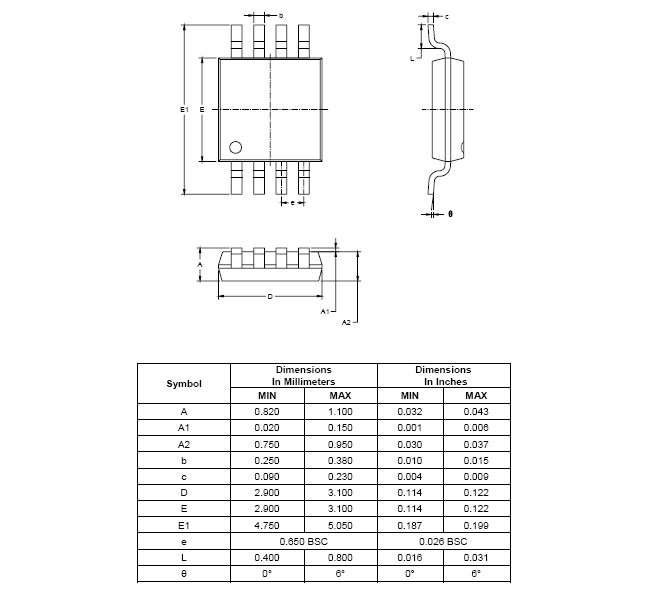 b
c
L
E1
E
e
θ
A
D
A1
A2
Symbol Dimensions In Millimeters Dimensions In Inches
MIN MAX MIN MAX
A 0.820 1.100 0.032 0.043
A1 0.020 0.150 0.001 0.006
A2 0.750 0.950 0.030 0.037
b 0.250 0.380 0.010 0.015
c 0.090 0.230 0.004 0.009
D 2.900 3.100 0.114 0.122
E 2.900 3.100 0.114 0.122
E1 4.750 5.050 0.187 0.199
e 0.650 BSC 0.026 BSC
L 0.400 0.800 0.016 0.031
θ 0° 6° 0° 6°